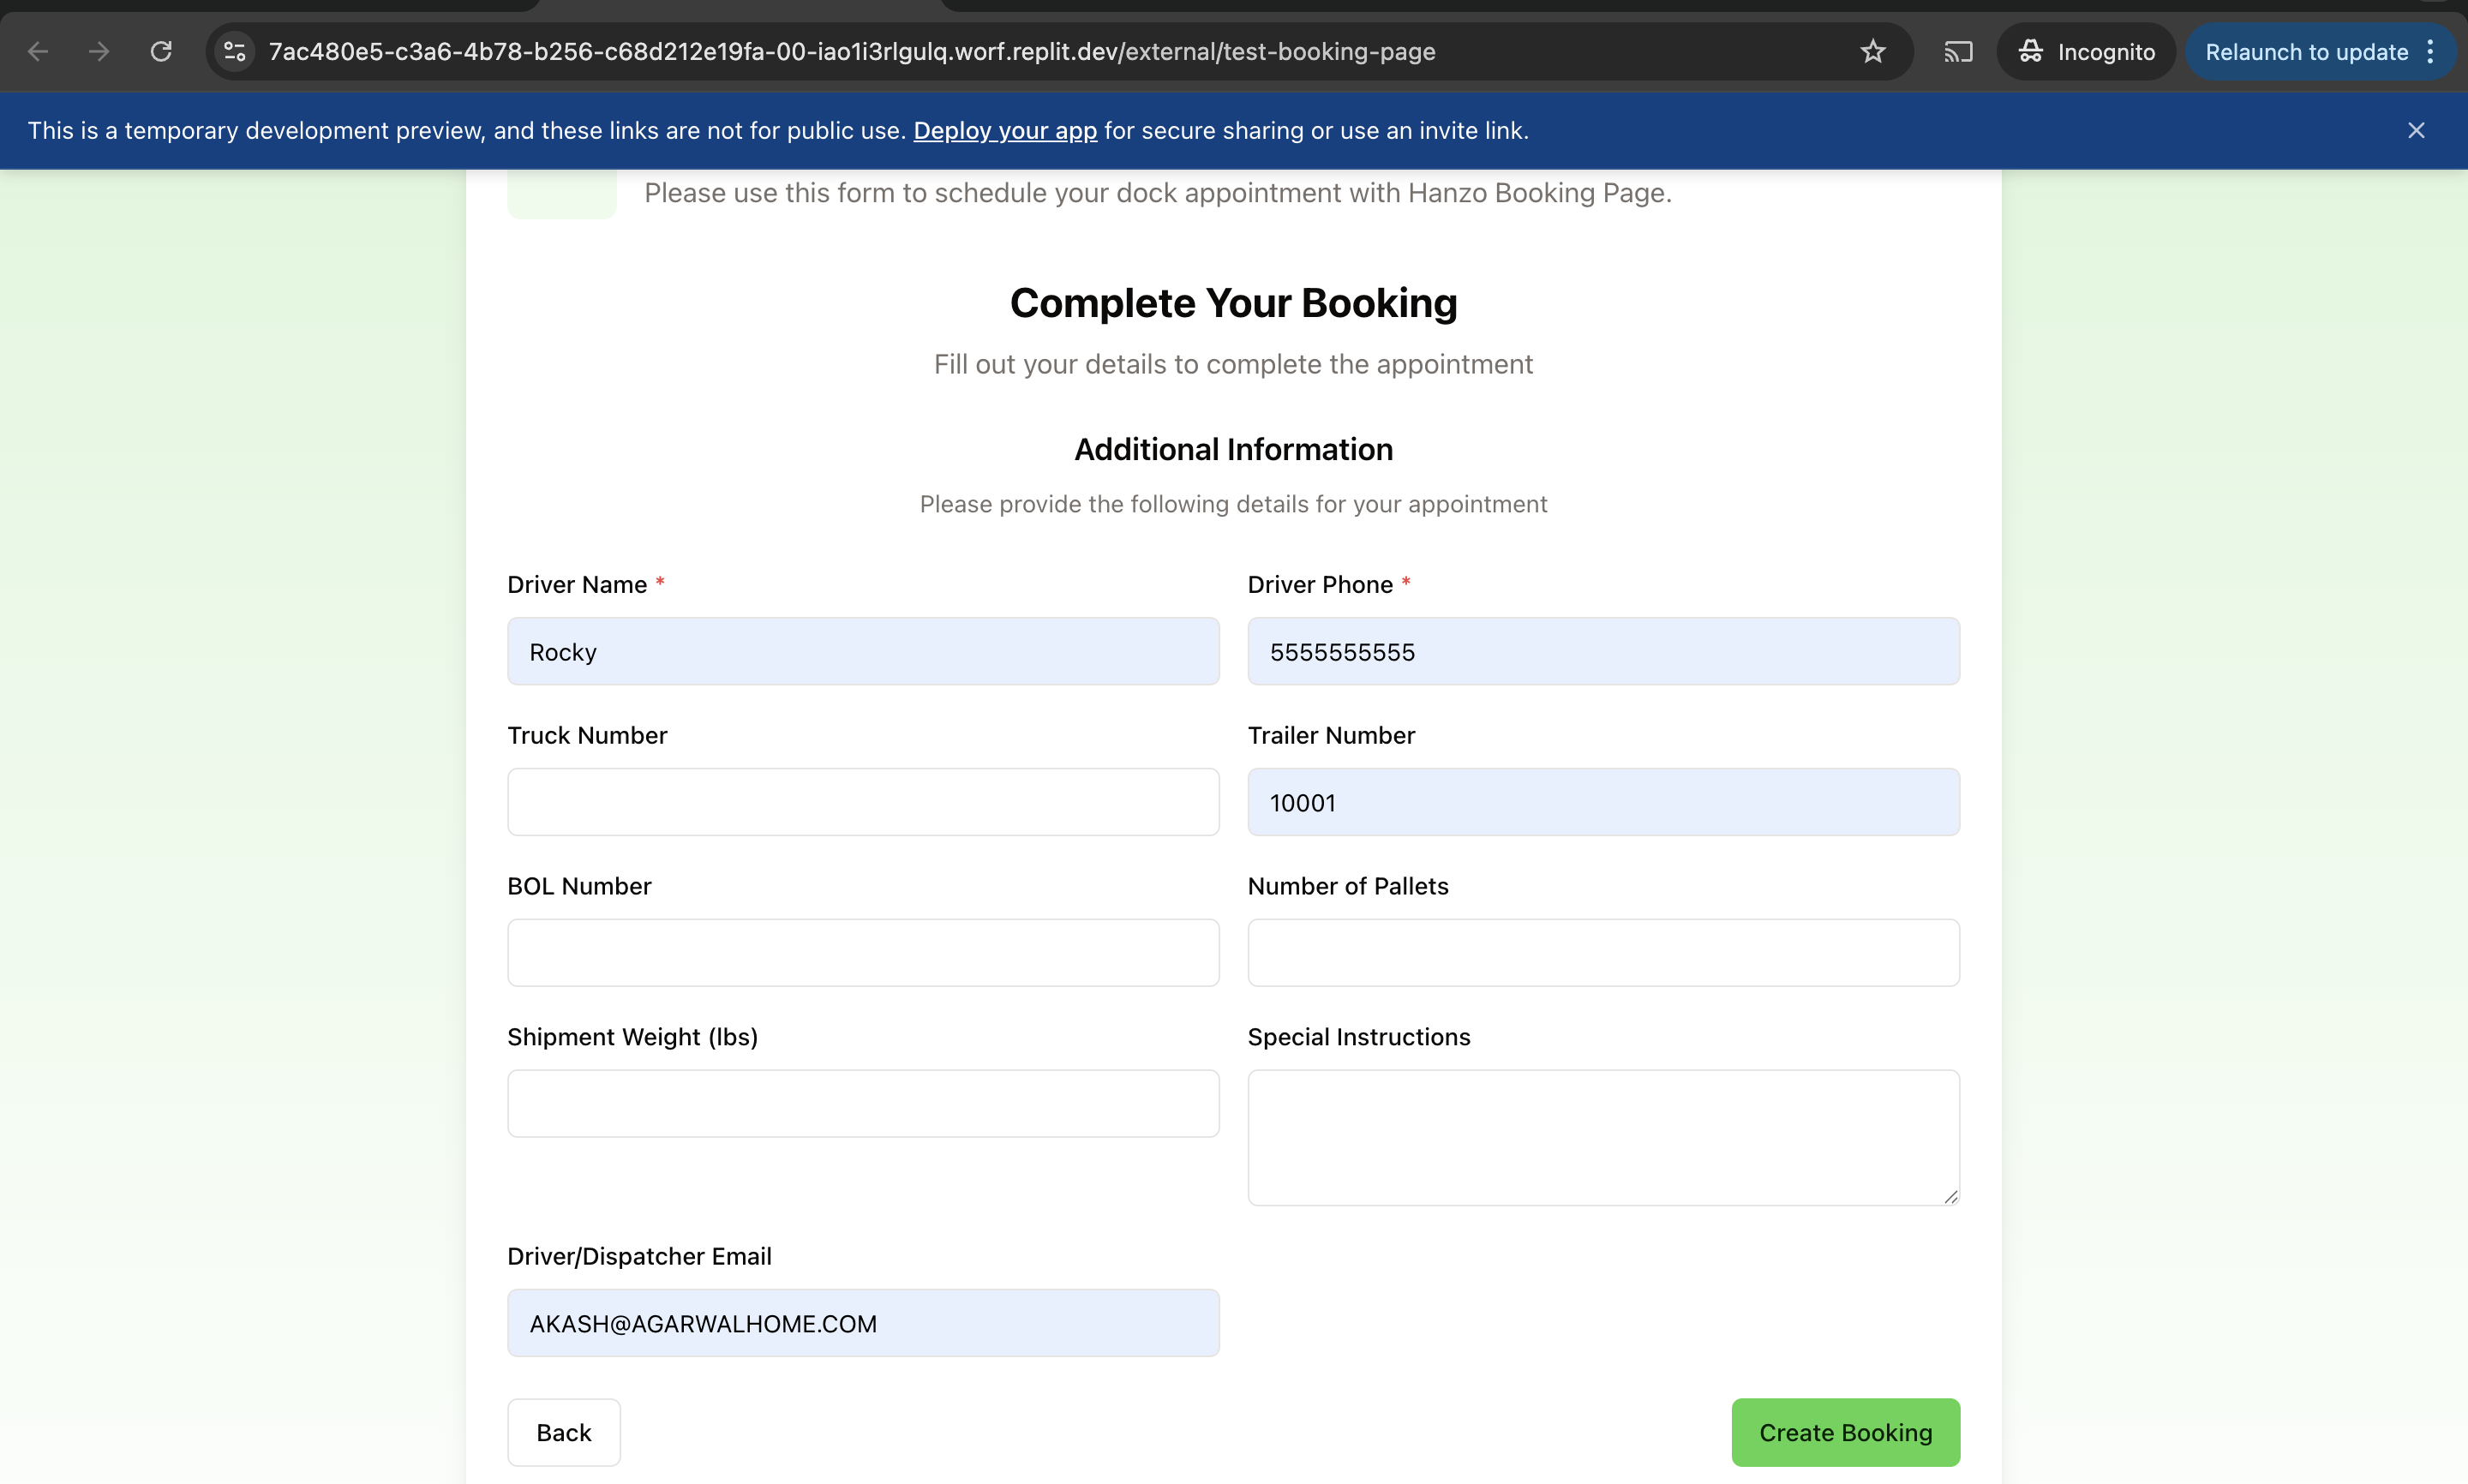 7ac480e5-c3a6-4b78-b256-c68d212e19fa-00-iao1i3rlgulq.worf.replit.dev/external/test-booking-page
Incognito
Relaunch to update
This is a temporary development preview, and these links are not for public use. Deploy your app for secure sharing or use an invite link.
Please use this form to schedule your dock appointment with Hanzo Booking Page.
Complete Your Booking
Fill out your details to complete the appointment
Additional Information
Please provide the following details for your appointment
Driver Name *
Driver Phone *
Rocky
5555555555
Truck Number
Trailer Number
10001
BOL Number
Number of Pallets
Shipment Weight (lbs)
Special Instructions
Driver/Dispatcher Email
AKASH@AGARWALHOME.COM
Back
Create Booking